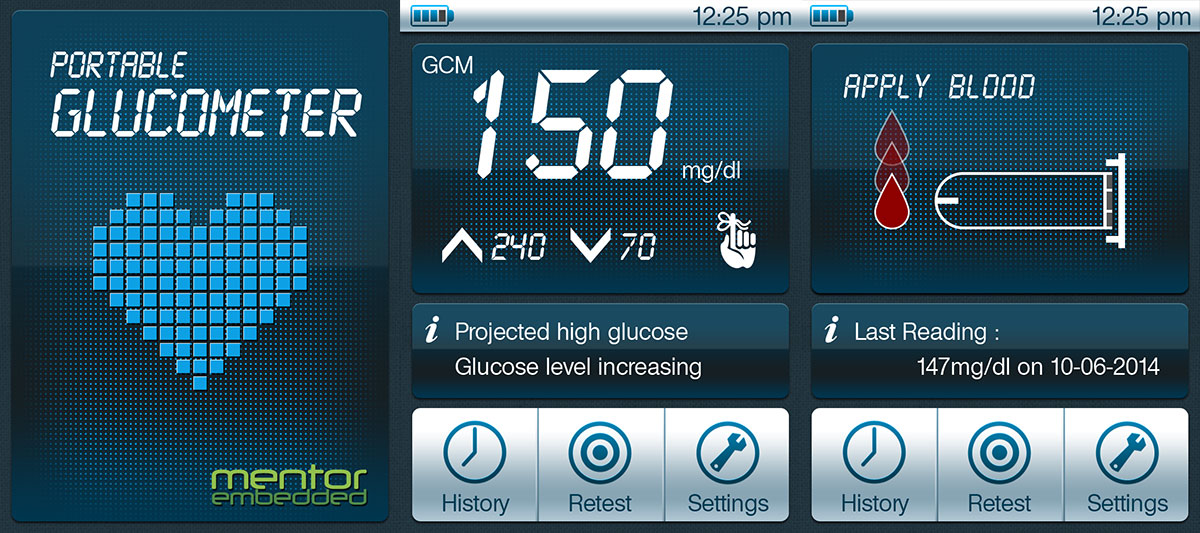 PORTABLE
GLUCOMETER
mentor
embedded
12:25 pm
GCM
150
mg/dl
240 70
i Projected high glucose
Glucose level increasing
History Retest Settings
12:25 pm
APPLY BLOOD
i Last Reading :
147mg/dl on 10-06-2014
History Retest Settings